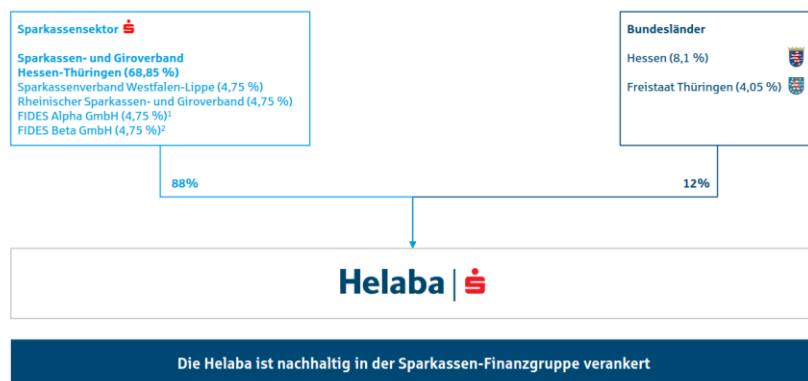 Sparkassensektor
Sparkassen- und Giroverband
Hessen-Thüringen (68,85 %)
Sparkassenverband Westfalen-Lippe (4,75 %)
Rheinischer Sparkassen- und Giroverband (4,75 %)
FIDES Alpha GmbH (4,75 %)¹
FIDES Beta GmbH (4,75 %)²
Bundesländer
Hessen (8,1 %)
Freistaat Thüringen (4,05 %)
88%
12%
Helaba
Die Helaba ist nachhaltig in der Sparkassen-Finanzgruppe verankert